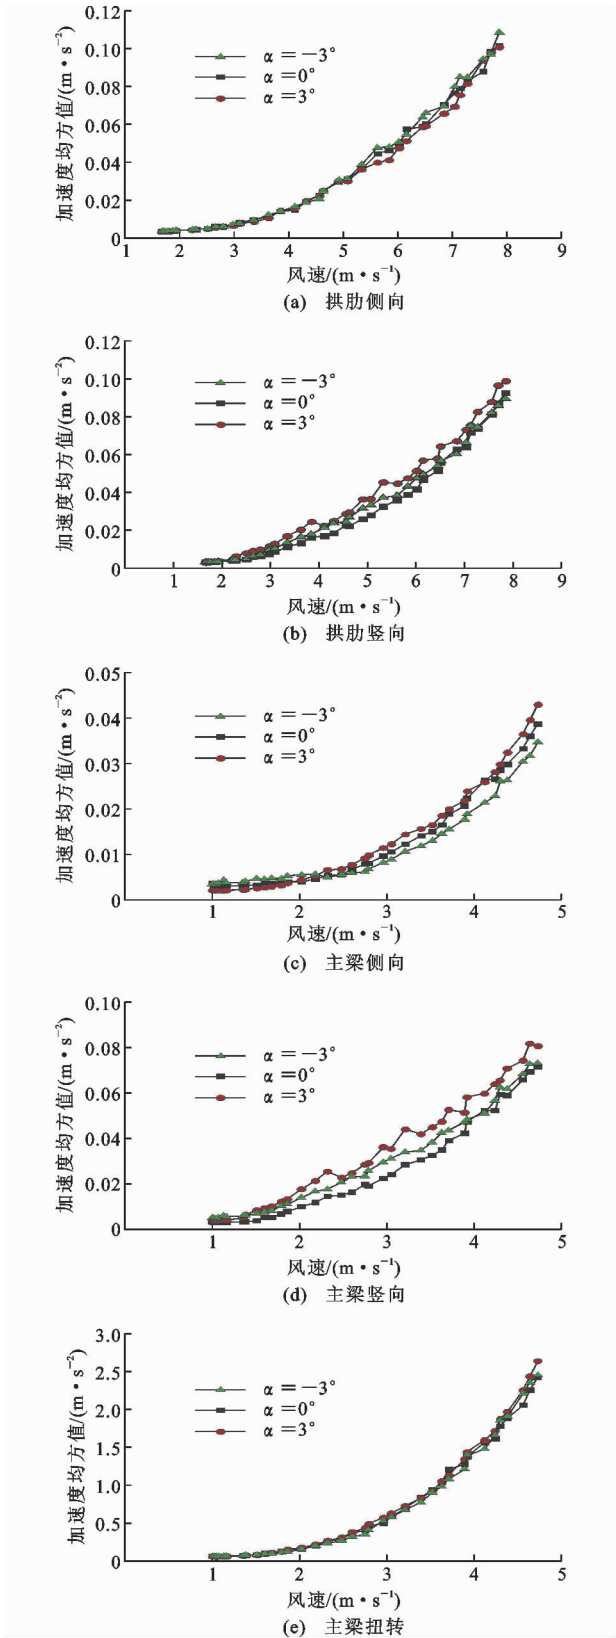 0.12
0.10
0.08
0.06
0.04
0.02
0
加速度均方值/(m·s⁻²)
α=-3°
α=0°
α=3°
1 2 3 4 5 6 7 8 9
风速/(m·s⁻¹)
(a) 拱肋侧向
0.12
0.10
0.08
0.06
0.04
0.02
0
加速度均方值/(m·s⁻²)
α=-3°
α=0°
α=3°
1 2 3 4 5 6 7 8 9
风速/(m·s⁻¹)
(b) 拱肋竖向
0.05
0.04
0.03
0.02
0.01
0
加速度均方值/(m·s⁻²)
α=-3°
α=0°
α=3°
1 2 3 4 5
风速/(m·s⁻¹)
(c) 主梁侧向
0.10
0.08
0.06
0.04
0.02
0
加速度均方值/(m·s⁻²)
α=-3°
α=0°
α=3°
1 2 3 4 5
风速/(m·s⁻¹)
(d) 主梁竖向
3.0
2.5
2.0
1.5
1.0
0.5
0
加速度均方值/(m·s⁻²)
α=-3°
α=0°
α=3°
1 2 3 4 5
风速/(m·s⁻¹)
(e) 主梁扭转